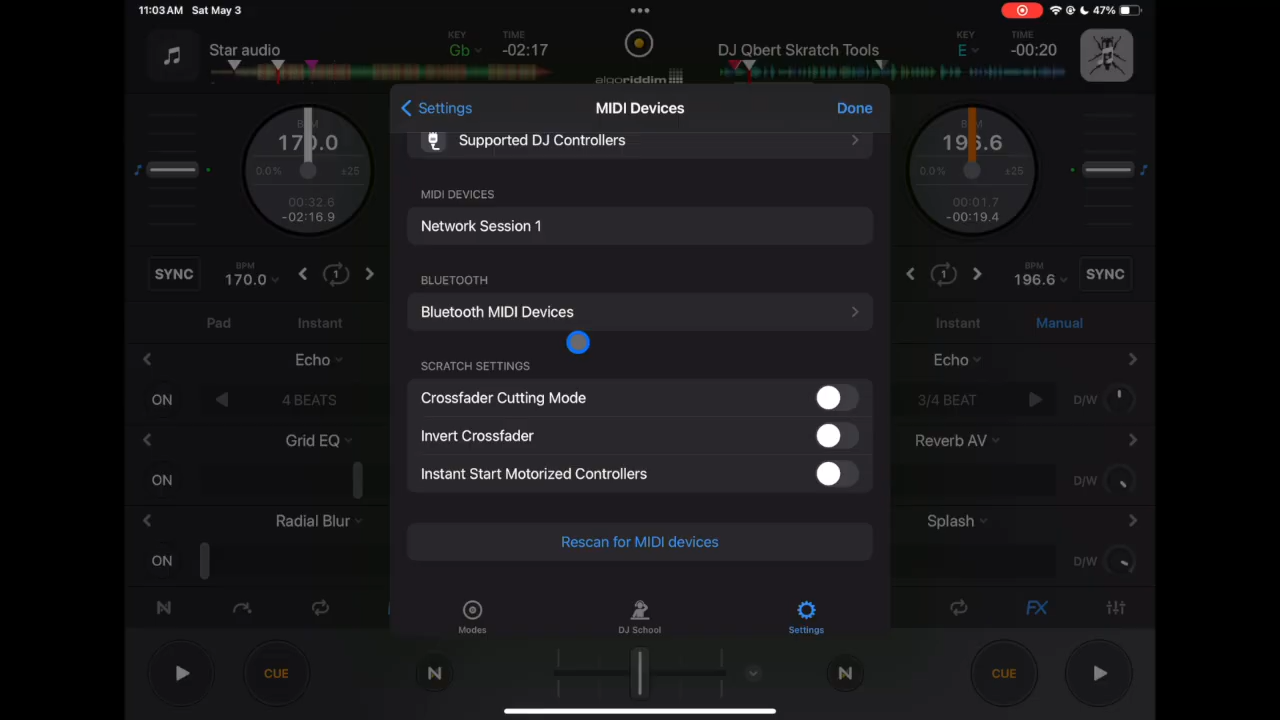 11:03 AM Sat May 3
47%
Star audio
KEY
Gb
TIME
-02:17
algoriddim
DJ Qbert Skratch Tools
KEY
E
TIME
-00:20
Settings
MIDI Devices
Done
Supported DJ Controllers
MIDI DEVICES
Network Session 1
BLUETOOTH
Bluetooth MIDI Devices
SCRATCH SETTINGS
Crossfader Cutting Mode
Invert Crossfader
Instant Start Motorized Controllers
Rescan for MIDI devices
Modes
DJ School
Settings
170.0
0.0%
±25
00:32.6
-02:16.9
SYNC
BPM
170.0
1
Pad
Instant
Echo
ON
4 BEATS
Grid EQ
ON
Radial Blur
ON
CUE
N
196.6
0.0%
±25
00:01.7
-00:19.4
1
BPM
196.6
SYNC
Instant
Manual
Echo
3/4 BEAT
D/W
Reverb AV
D/W
Splash
D/W
FX
N
CUE